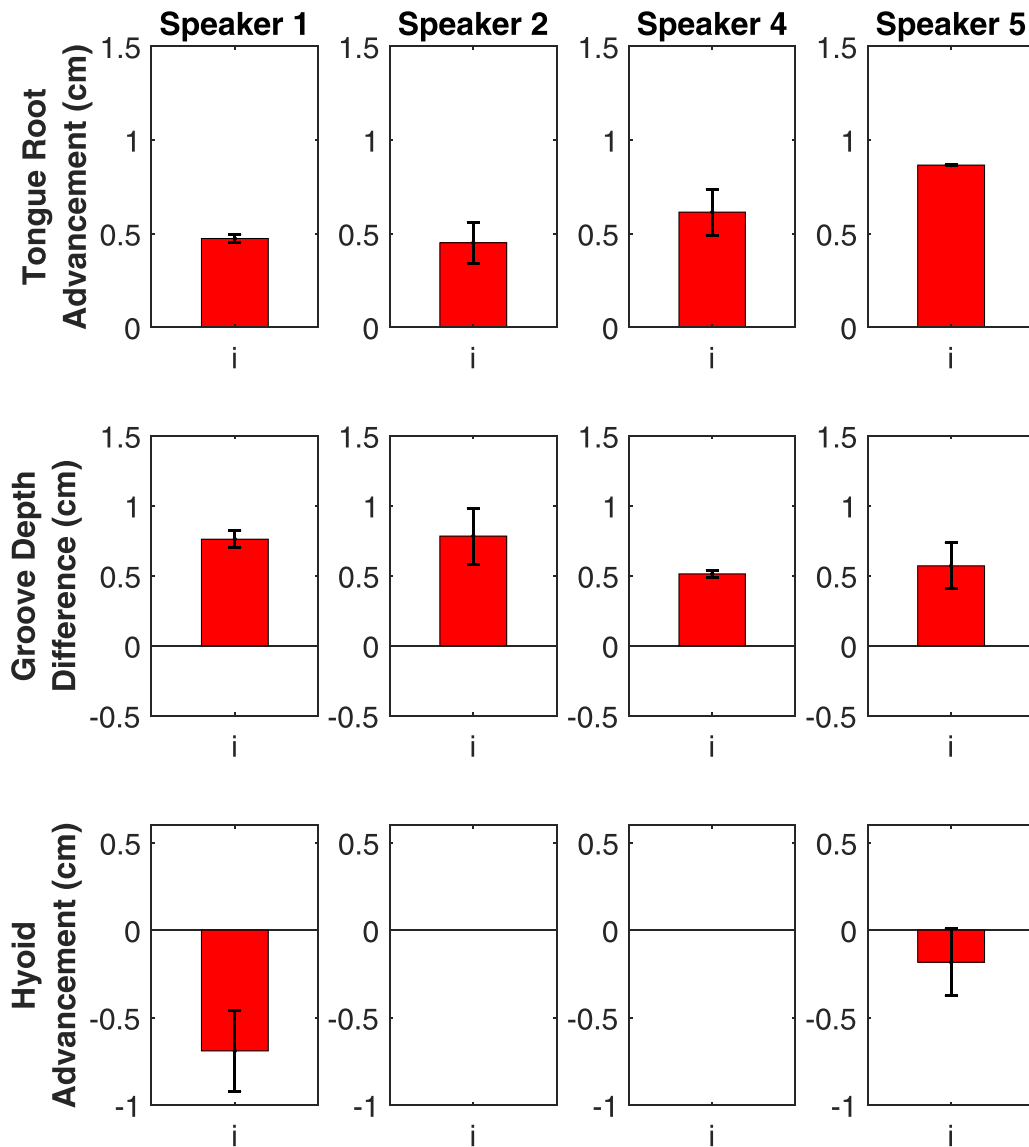 Speaker 1 Speaker 2 Speaker 4 Speaker 5
Tongue Root
Advancement (cm)
1.5 1.5 1.5 1.5
1 1 1 1
0.5 0.5 0.5 0.5
0 0 0 0
i i i i
Groove Depth
Difference (cm)
1.5 1.5 1.5 1.5
1 1 1 1
0.5 0.5 0.5 0.5
0 0 0 0
-0.5 -0.5 -0.5 -0.5
i i i i
Hyoid
Advancement (cm)
0.5 0.5 0.5 0.5
0 0 0 0
-0.5 -0.5 -0.5 -0.5
-1 -1 -1 -1
i i i i